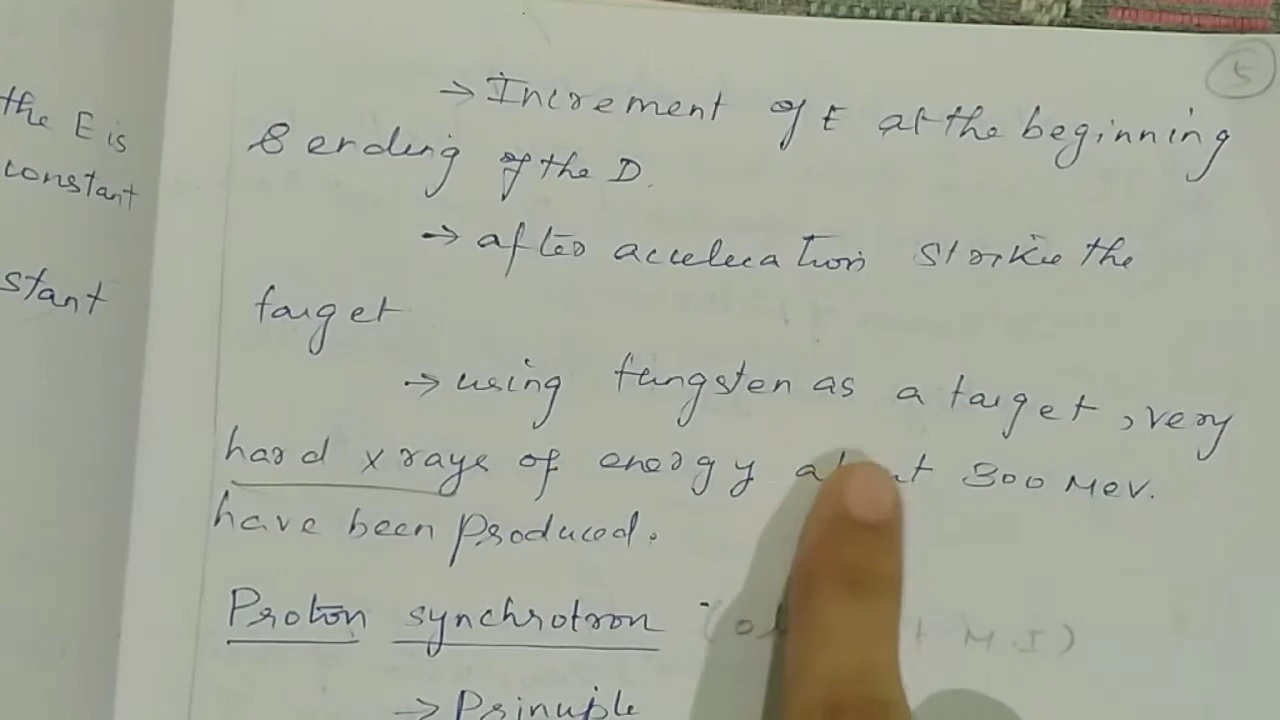 5
the E is
constant
stant
→ Increment of E at the beginning
& ending of the D.
→ after acceleration strike the
target
→ using tungsten as a target, very
hard x rays of energy 300 Mev.
have been produced.
Proton synchrotron
→ Principle